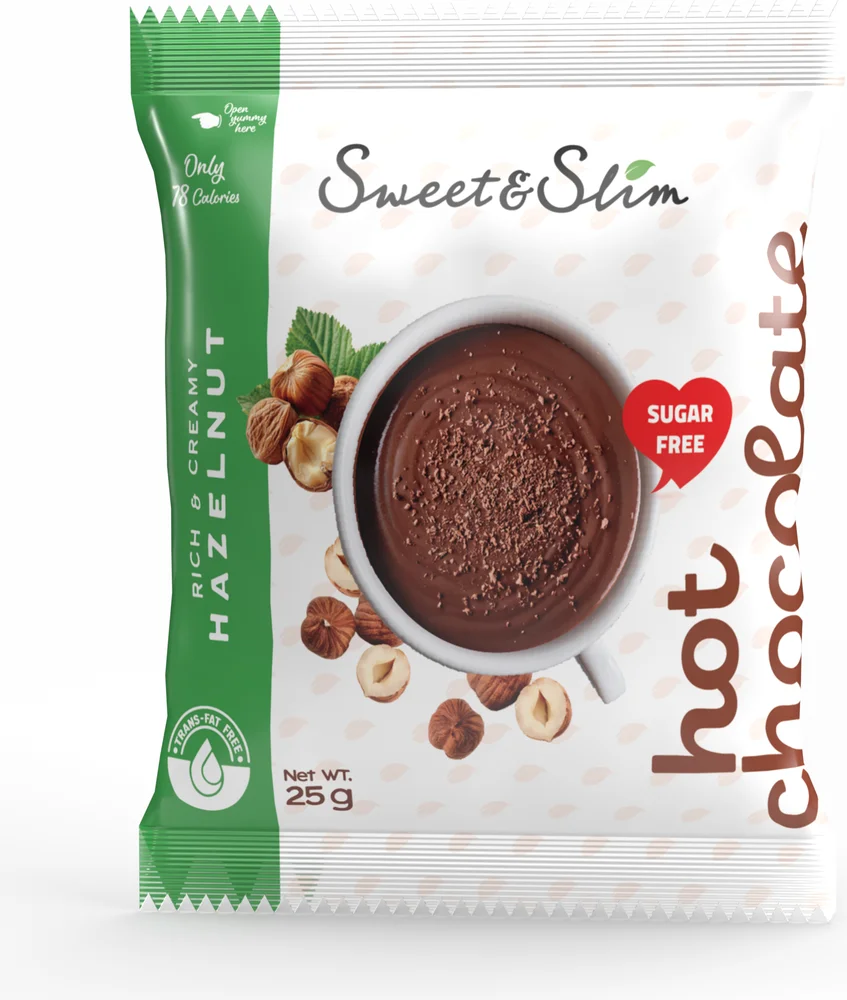 Open
yummy
here
Only
78 Calories
Sweet & Slim
SUGAR
FREE
hot
chocolate
RICH & CREAMY
HAZELNUT
TRANS-FAT FREE
Net WT.
25 g